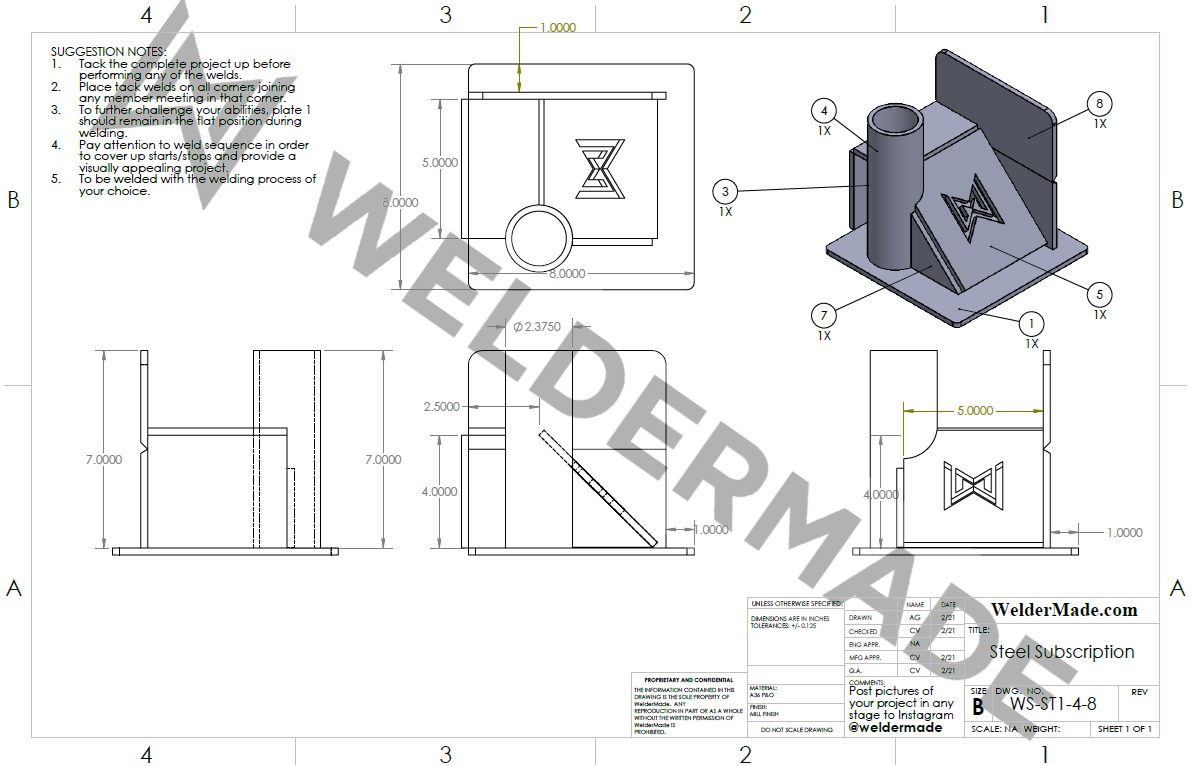 4 3 2 1
SUGGESTION NOTES:
1. Tack the complete project up before
performing any of the welds.
2. Place tack welds on all corners joining
any member meeting in that corner.
3. To further challenge your abilities, plate 1
should remain in the flat position during
welding.
4. Pay attention to weld sequence in order
to cover up starts/stops and provide a
visually appealing project.
5. To be welded with the welding process of
your choice.
1.0000
5.0000
8.0000
8.0000
4
1X
8
1X
3
1X
7
1X
5
1X
1
1X
B
B
WELDERMADE
Ø 2.3750
2.5000
5.0000
7.0000
7.0000
4.0000
4.0000
1.0000
1.0000
A
A
UNLESS OTHERWISE SPECIFIED:
DIMENSIONS ARE IN INCHES
TOLERANCES: +/- 0.125
NAME DATE
DRAWN AG 2/21
CHECKED CV 2/21
ENG APPR. NA
MFG APPR. CV 2/21
Q.A. CV 2/21
COMMENTS:
Post pictures of
your project in any
stage to Instagram
@weldermade
WelderMade.com
TITLE:
Steel Subscription
SIZE DWG. NO. REV
B WS-ST1-4-8
SCALE: NA WEIGHT: SHEET 1 OF 1
PROPRIETARY AND CONFIDENTIAL
THE INFORMATION CONTAINED IN THIS
DRAWING IS THE SOLE PROPERTY OF
WelderMade. ANY
REPRODUCTION IN PART OR AS A WHOLE
WITHOUT THE WRITTEN PERMISSION OF
WelderMade IS
PROHIBITED.
MATERIAL:
A36 P&O
FINISH:
MILL FINISH
DO NOT SCALE DRAWING
4 3 2 1